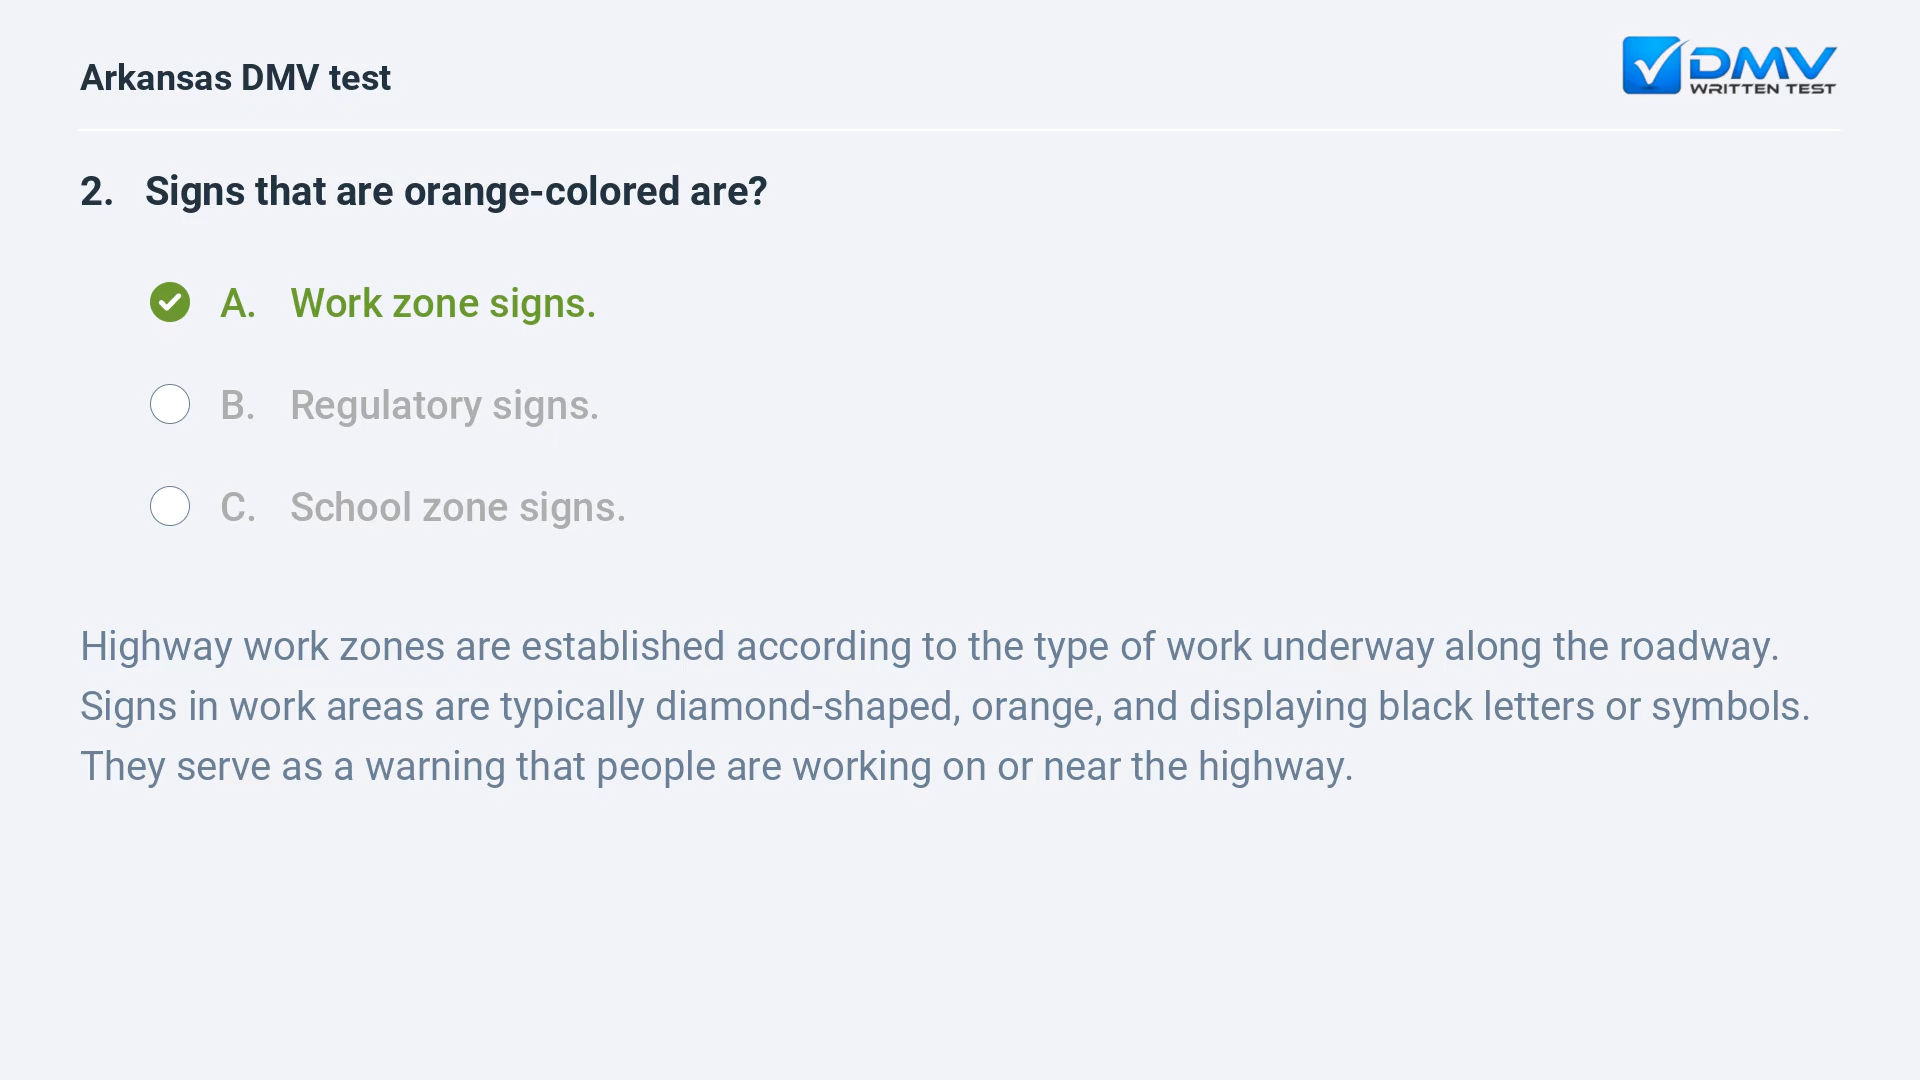 Arkansas DMV test
DMV
WRITTEN TEST
2. Signs that are orange-colored are?
A. Work zone signs.
B. Regulatory signs.
C. School zone signs.
Highway work zones are established according to the type of work underway along the roadway.
Signs in work areas are typically diamond-shaped, orange, and displaying black letters or symbols.
They serve as a warning that people are working on or near the highway.